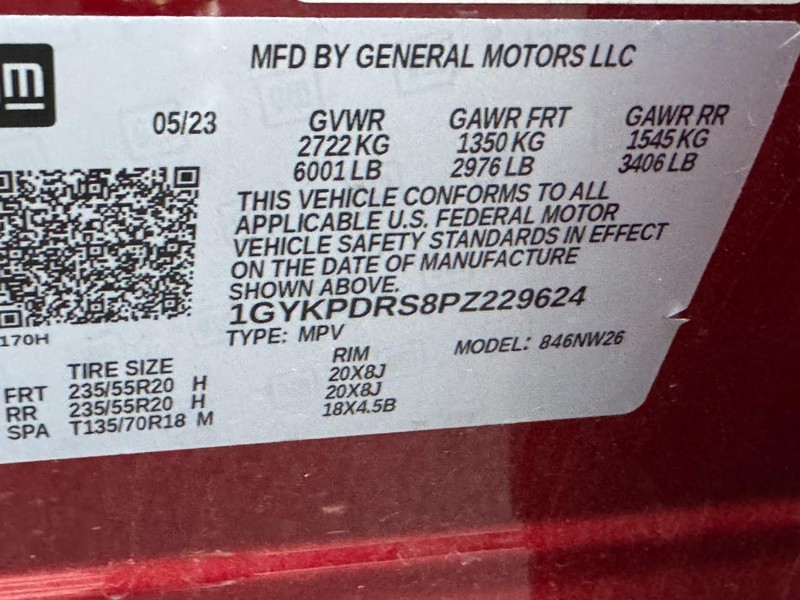 m
MFD BY GENERAL MOTORS LLC
05/23 GVWR GAWR FRT GAWR RR
2722 KG 1350 KG 1545 KG
6001 LB 2976 LB 3406 LB
THIS VEHICLE CONFORMS TO ALL
APPLICABLE U.S. FEDERAL MOTOR
VEHICLE SAFETY STANDARDS IN EFFECT
ON THE DATE OF MANUFACTURE
SHOWN ABOVE.
1GYKPDRS8PZ229624
170H
TYPE: MPV MODEL: 846NW26
TIRE SIZE RIM
FRT 235/55R20 H 20X8J
RR 235/55R20 H 20X8J
SPA T135/70R18 M 18X4.5B